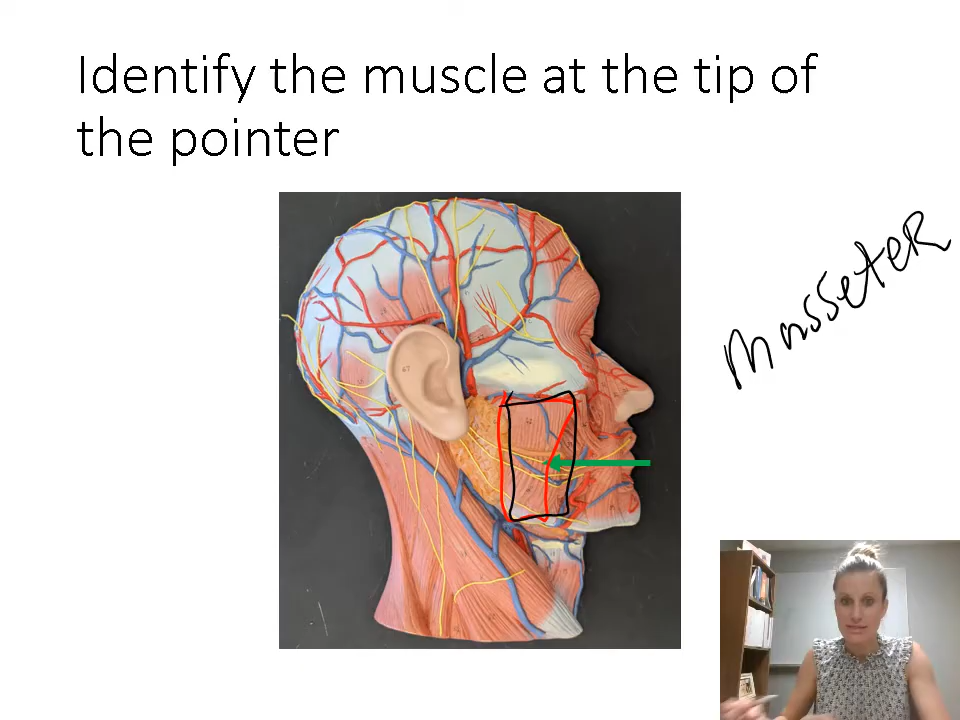 Identify the muscle at the tip of
the pointer
MasseteR